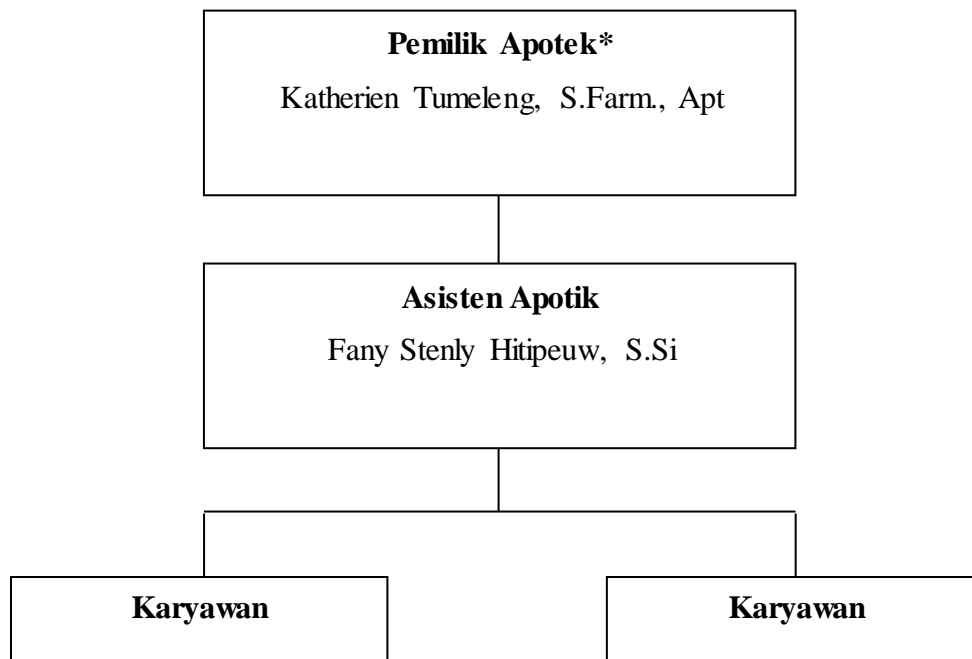 Pemilik Apotek*
Katherien Tumeleng, S.Farm., Apt
Asisten Apotik
Fany Stenly Hitipeuw, S.Si
Karyawan
Karyawan